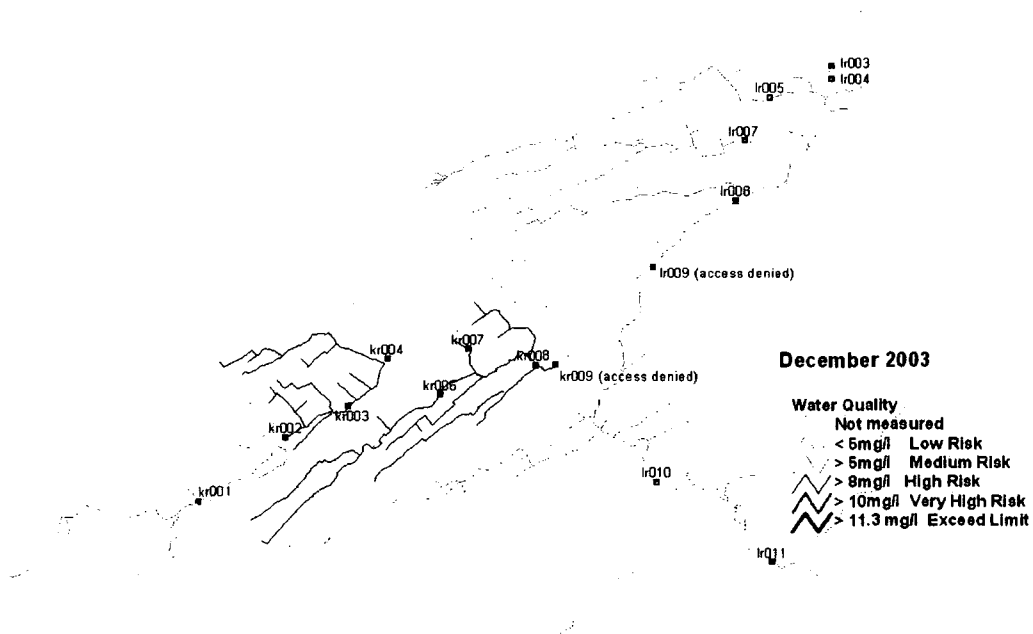 lr003
lr004
lr005
lr007
lr008
lr009 (access denied)
kr007
kr004
kr008
kr009 (access denied)
kr006
kr003
kr002
kr001
lr010
lr011
December 2003
Water Quality
Not measured
< 5mg/l Low Risk
> 5mg/l Medium Risk
> 8mg/l High Risk
> 10mg/l Very High Risk
> 11.3 mg/l Exceed Limit